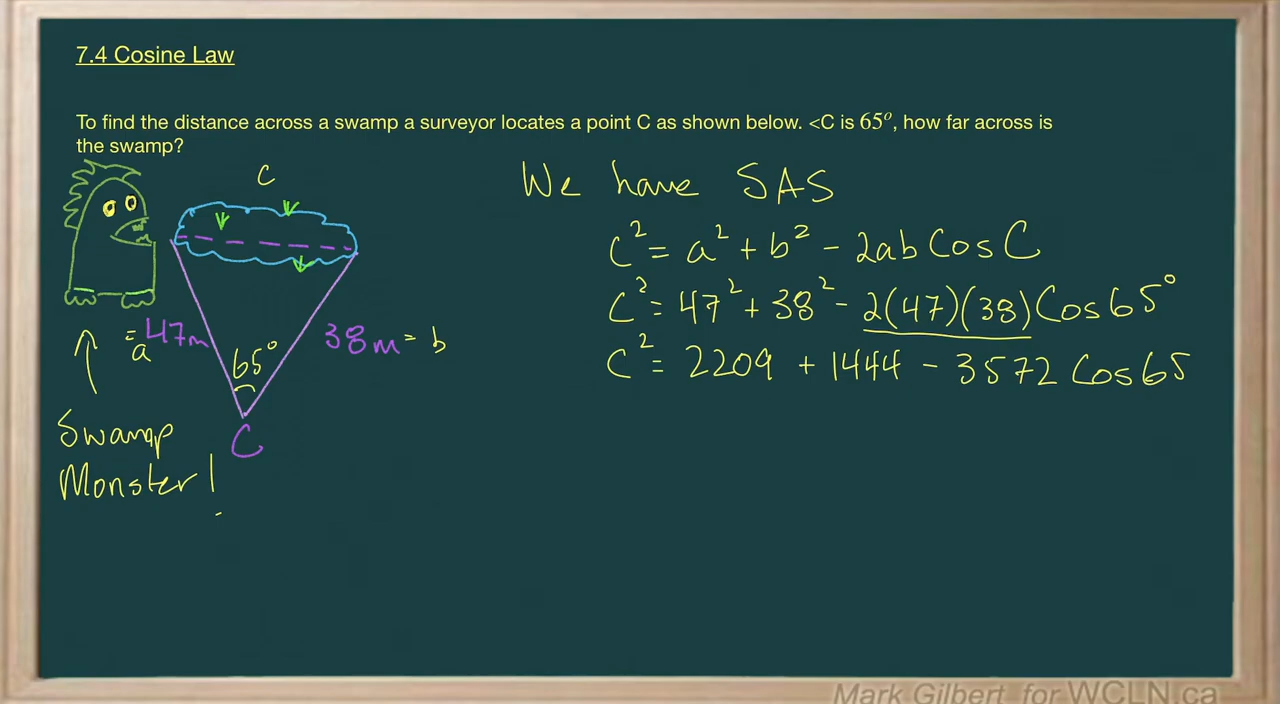 7.4 Cosine Law
To find the distance across a swamp a surveyor locates a point C as shown below. <C is 65°, how far across is
the swamp?
C
We have SAS
c² = a² + b² - 2ab Cos C
c² = 47² + 38² - 2(47)(38) Cos 65°
c² = 2209 + 1444 - 3572 Cos 65
a = 47m
38m = b
65°
C
Swamp
Monster!
Mark Gilbert for WCLN.ca